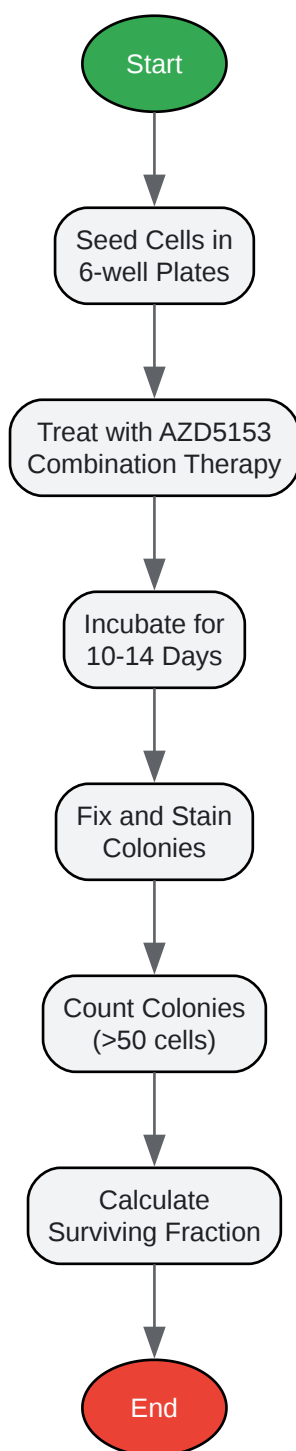 Start
Seed Cells in
6-well Plates
Treat with AZD5153
Combination Therapy
Incubate for
10-14 Days
Fix and Stain
Colonies
Count Colonies
(>50 cells)
Calculate
Surviving Fraction
End